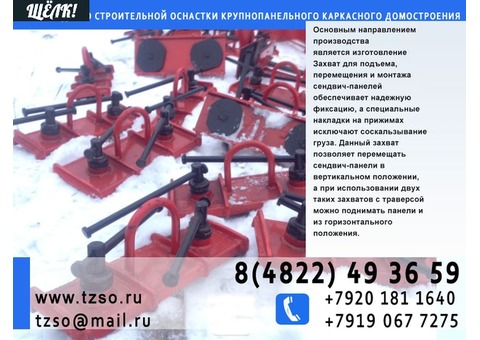 ЩЁЛК!
О СТРОИТЕЛЬНОЙ ОСНАСТКИ КРУПНОПАНЕЛЬНОГО КАРКАСНОГО ДОМОСТРОЕНИЯ
Основным направлением
производства
является изготовление
Захват для подъема,
перемещения и монтажа
сендвич-панелей
обеспечивает надежную
фиксацию, а специальные
накладки на прижимах
исключают соскальзывание
груза. Данный захват
позволяет перемещать
сендвич-панели в
вертикальном положении,
а при использовании двух
таких захватов с траверсой
можно поднимать панели и
из горизонтального
положения.
8(4822) 49 36 59
www.tzso.ru
+7920 181 1640
tzso@mail.ru
+7919 067 7275